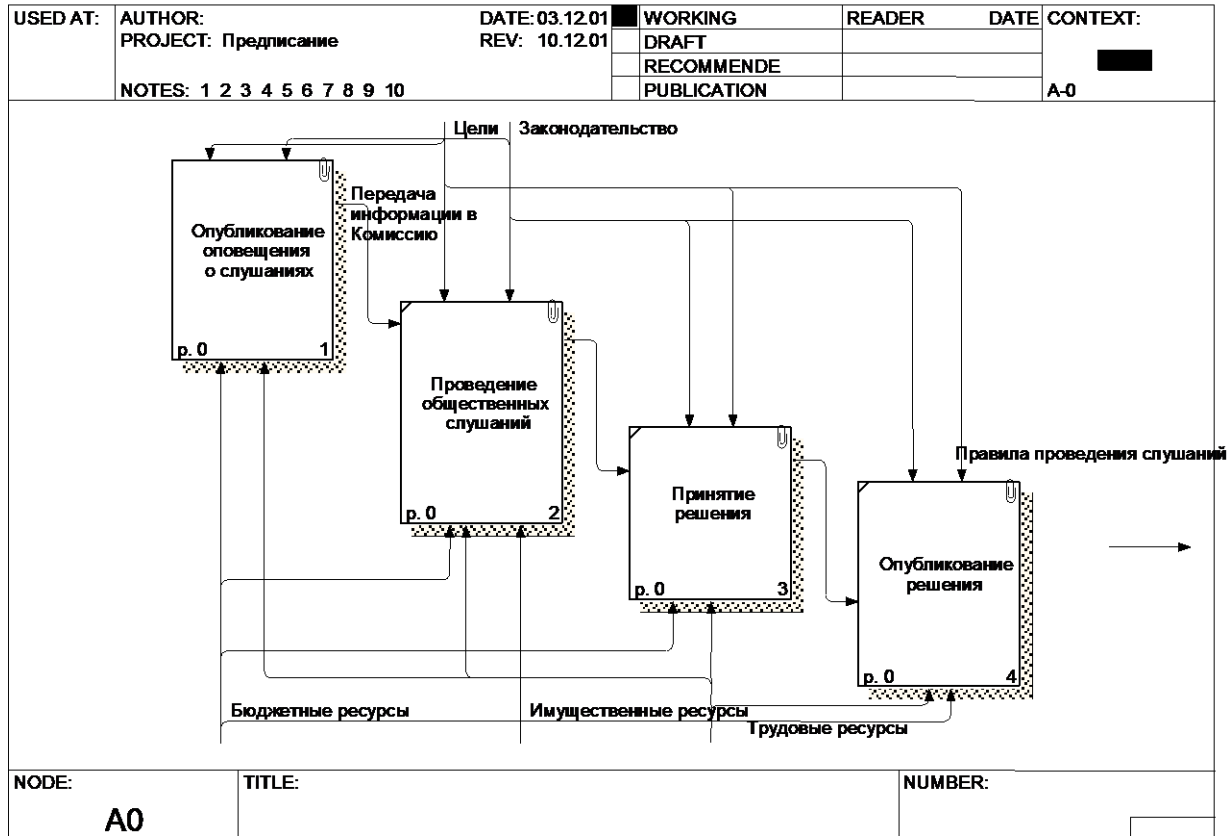 USED AT: AUTHOR: DATE: 03.12.01 WORKING READER DATE CONTEXT:
PROJECT: Предписание REV: 10.12.01 DRAFT
RECOMMENDE
NOTES: 1 2 3 4 5 6 7 8 9 10 PUBLICATION A-0
Цели Законодательство
Передача
информации в
Комиссию
Опубликование
оповещения
о слушаниях
р. 0 1
Проведение
общественных
слушаний
р. 0 2
Принятие
решения
р. 0 3
Правила проведения слушаний
Опубликование
решения
р. 0 4
Бюджетные ресурсы Имущественные ресурсы
Трудовые ресурсы
NODE: TITLE: NUMBER:
A0